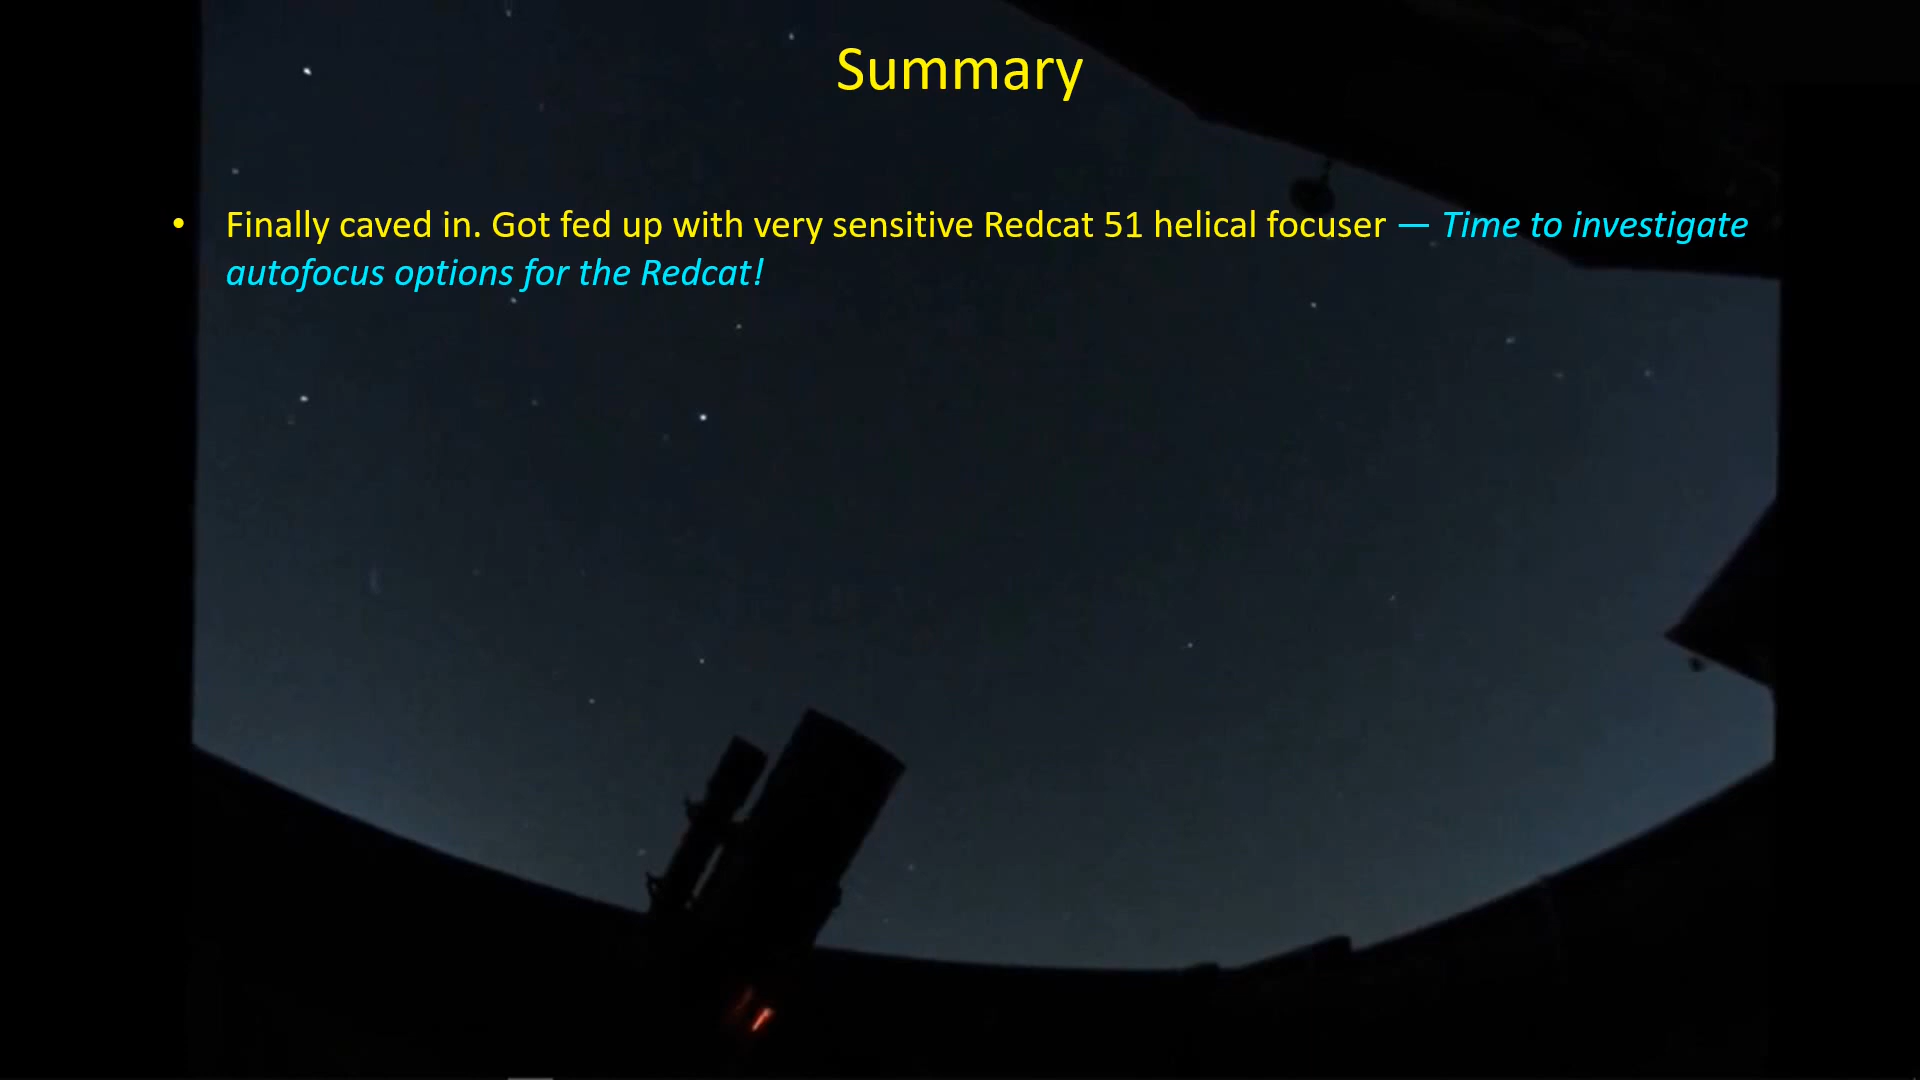 Summary
• Finally caved in. Got fed up with very sensitive Redcat 51 helical focuser — Time to investigate
autofocus options for the Redcat!